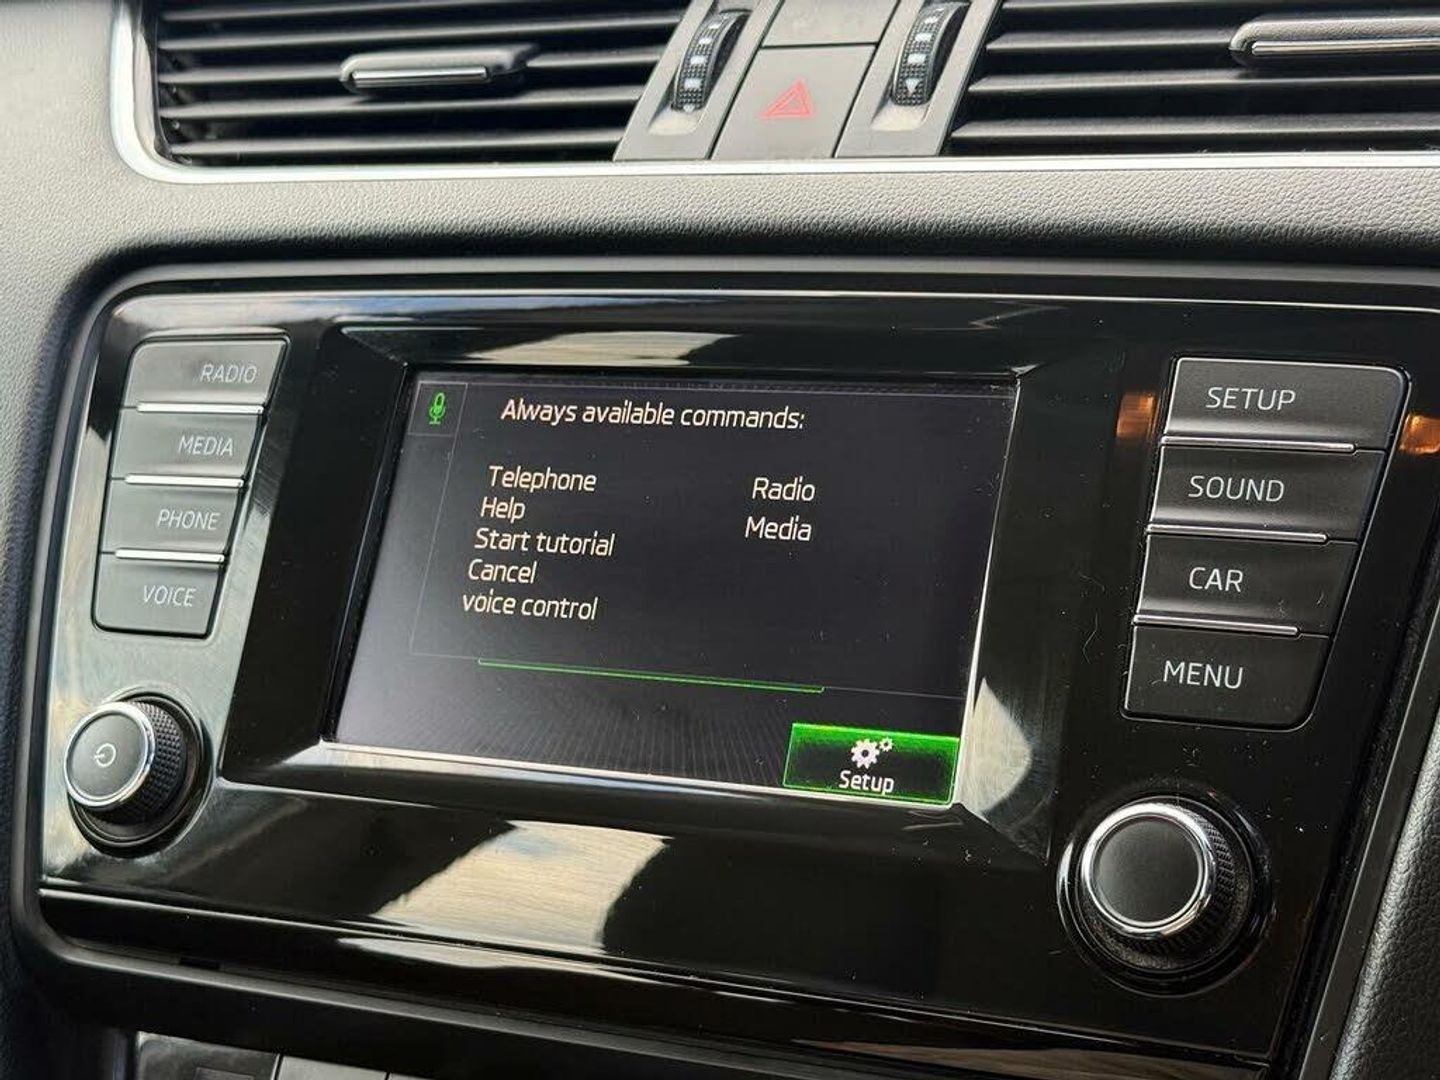 RADIO
MEDIA
PHONE
VOICE
Always available commands:
Telephone
Help
Start tutorial
Cancel
voice control
Radio
Media
Setup
SETUP
SOUND
CAR
MENU